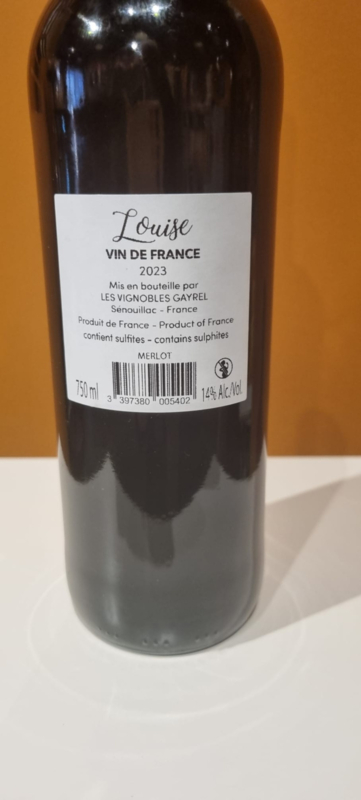 Louise
VIN DE FRANCE
2023
Mis en bouteille par
LES VIGNOBLES GAYREL
Senouillac - France
Produit de France - Product of France
contient sulfites - contains sulphites
MERLOT
750 ml
3 397380 005402
14% Alc./Vol.